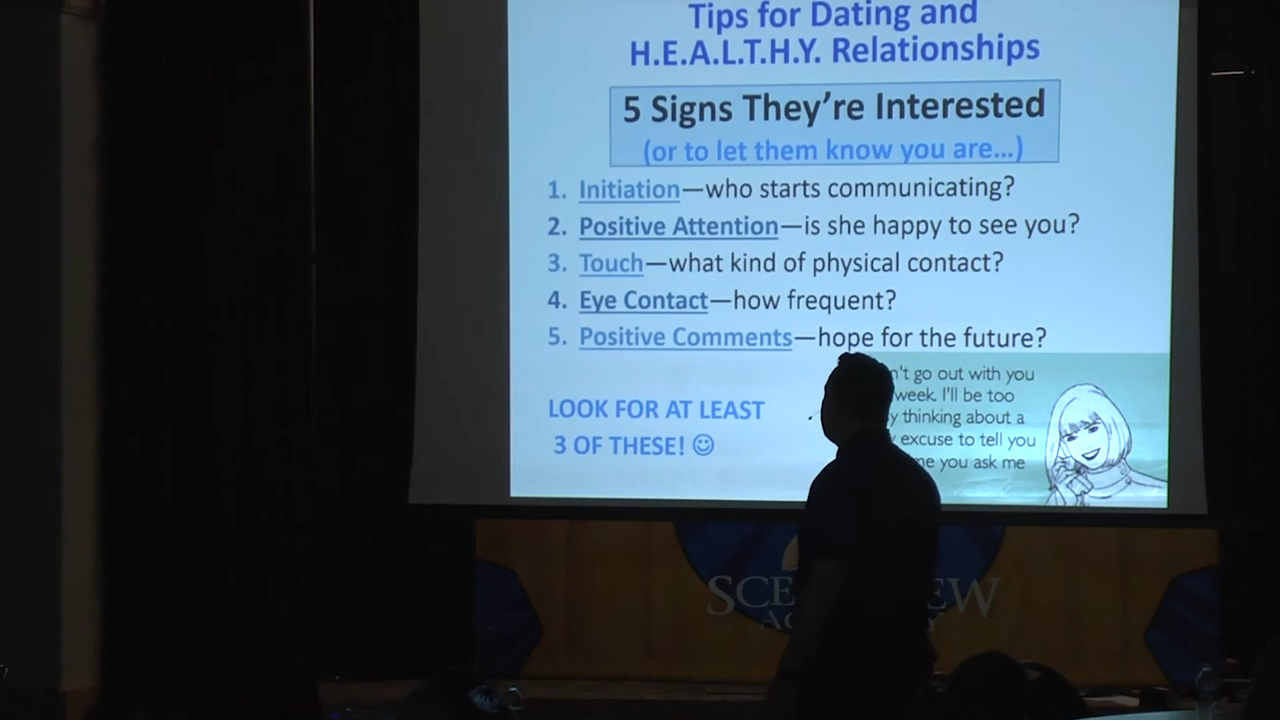 Tips for Dating and
H.E.A.L.T.H.Y. Relationships
5 Signs They're Interested
(or to let them know you are...)
1. Initiation—who starts communicating?
2. Positive Attention—is she happy to see you?
3. Touch—what kind of physical contact?
4. Eye Contact—how frequent?
5. Positive Comments—hope for the future?
LOOK FOR AT LEAST
3 OF THESE! ☺
n't go out with you
week. I'll be too
y thinking about a
excuse to tell you
me you ask me
SCE EW
AC Y